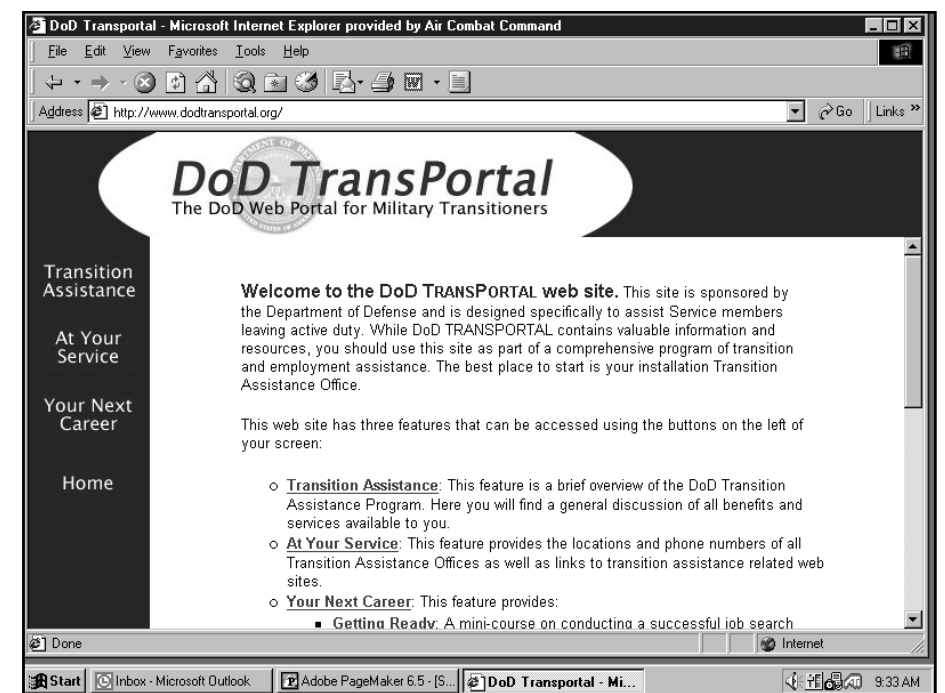 DoD Transportal - Microsoft Internet Explorer provided by Air Combat Command
File Edit View Favorites Tools Help
Address http://www.dodtransportal.org/ Go Links »
DoD TransPortal
The DoD Web Portal for Military Transitioners
Transition
Assistance
At Your
Service
Your Next
Career
Home
Welcome to the DoD TRANSPORTAL web site. This site is sponsored by
the Department of Defense and is designed specifically to assist Service members
leaving active duty. While DoD TRANSPORTAL contains valuable information and
resources, you should use this site as part of a comprehensive program of transition
and employment assistance. The best place to start is your installation Transition
Assistance Office.
This web site has three features that can be accessed using the buttons on the left of
your screen:
Transition Assistance: This feature is a brief overview of the DoD Transition
Assistance Program. Here you will find a general discussion of all benefits and
services available to you.
At Your Service: This feature provides the locations and phone numbers of all
Transition Assistance Offices as well as links to transition assistance related web
sites.
Your Next Career: This feature provides:
Getting Ready: A mini-course on conducting a successful job search
Done Internet
Start Inbox - Microsoft Outlook Adobe PageMaker 6.5 - [S... DoD Transportal - Mi... 9:33 AM